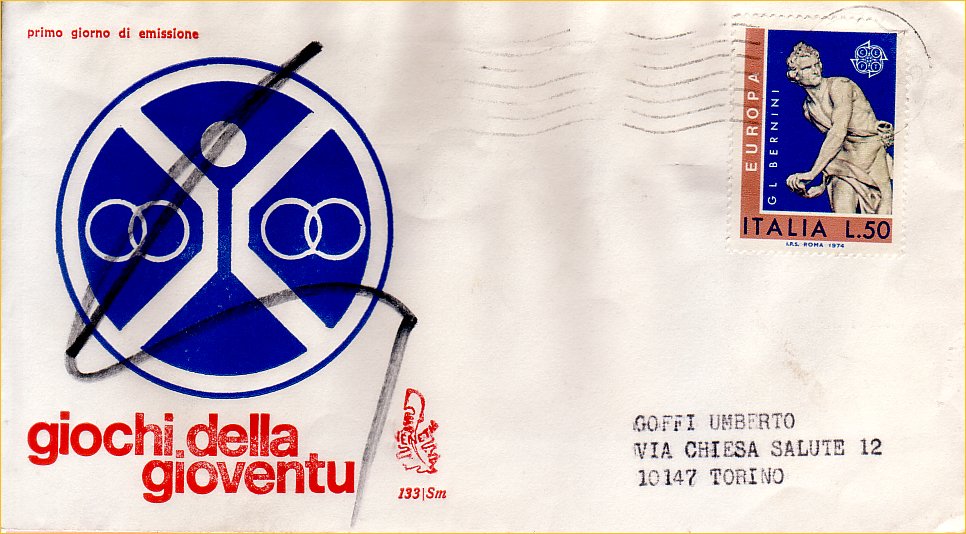 primo giorno di emissione
EUROPA
G L BERNINI
CEPT
ITALIA L.50
I.P.S. - ROMA 1974
giochi della
gioventu
133|Sm
GOFFI UMBERTO
VIA CHIESA SALUTE 12
10147 TORINO